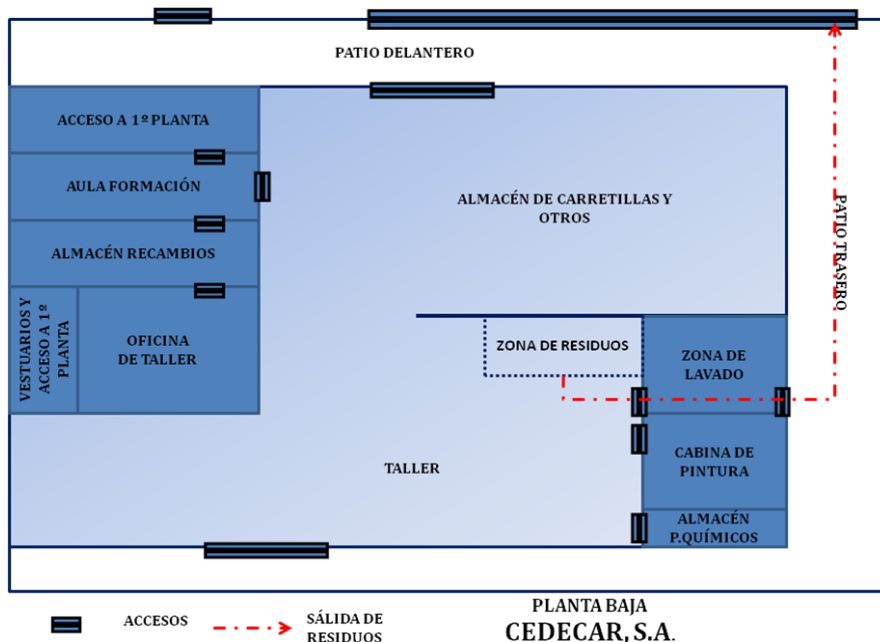 PATIO DELANTERO
ACCESO A 1º PLANTA
AULA FORMACIÓN
ALMACÉN DE CARRETILLAS Y
OTROS
ALMACÉN RECAMBIOS
PATIO TRASERO
VESTUARIOS Y
ACCESO A 1º
PLANTA
OFICINA
DE TALLER
ZONA DE RESIDUOS
ZONA DE
LAVADO
TALLER
CABINA DE
PINTURA
ALMACÉN
P.QUÍMICOS
ACCESOS
SÁLIDA DE
RESIDUOS
PLANTA BAJA
CEDECAR, S.A.